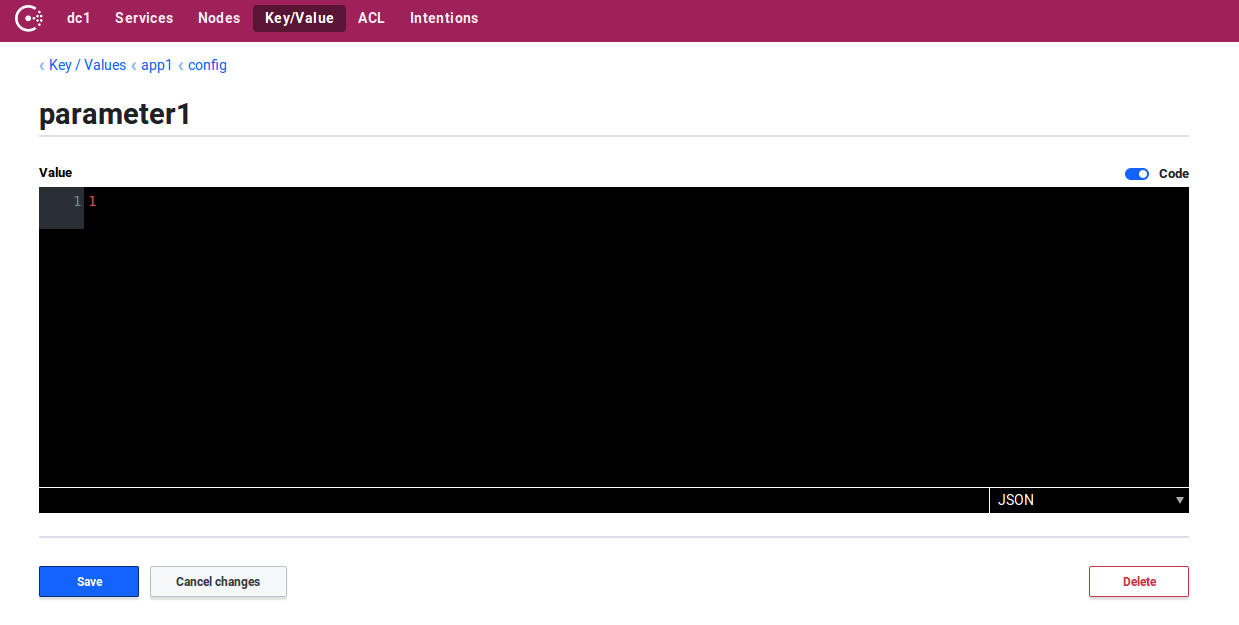 dc1 Services Nodes Key/Value ACL Intentions
‹ Key / Values ‹ app1 ‹ config
parameter1
Value Code
1 1
JSON
Save Cancel changes Delete